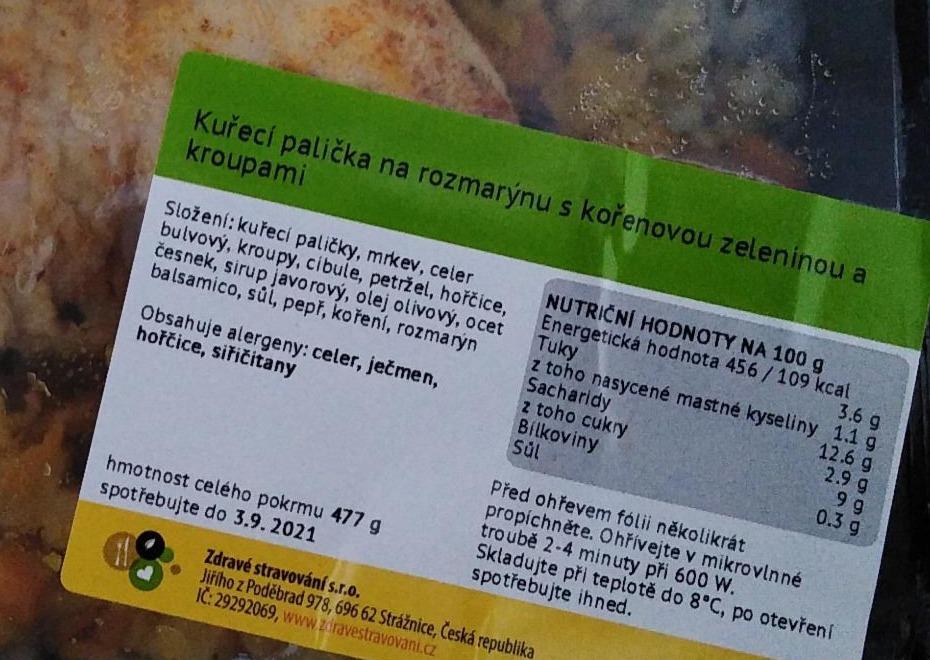 Kuřecí palička na rozmarýnu s kořenovou zeleninou a
kroupami
Složení: kuřecí paličky, mrkev, celer
bulvový, kroupy, cibule, petržel, hořčice,
česnek, sirup javorový, olej olivový, ocet
balsamico, sůl, pepř, koření, rozmarýn
Obsahuje alergeny: celer, ječmen,
hořčice, siřičitany
hmotnost celého pokrmu 477 g
spotřebujte do 3.9. 2021
NUTRIČNÍ HODNOTY NA 100 g
Energetická hodnota 456 / 109 kcal
Tuky 3.6 g
z toho nasycené mastné kyseliny 1.1 g
Sacharidy 12.6 g
z toho cukry 2.9 g
Bílkoviny 9 g
Sůl 0.3 g
Před ohřevem fólii několikrát
propíchněte. Ohřívejte v mikrovlnné
troubě 2-4 minuty při 600 W.
Skladujte při teplotě do 8°C, po otevření
spotřebujte ihned.
Zdravé stravování s.r.o.
Jiřího z Poděbrad 978, 696 62 Strážnice, Česká republika
IČ: 29292069, www.zdravestravovani.cz